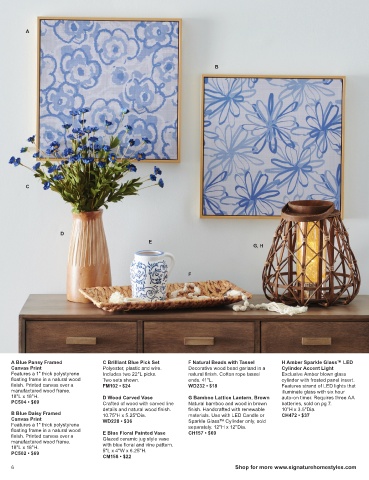 A
B
C
D
E
F
G, H
A Blue Pansy Framed
Canvas Print
Features a 1" thick polystyrene
floating frame in a natural wood
finish. Printed canvas over a
manufactured wood frame.
18"L x 18"H.
PC504 • $69
B Blue Daisy Framed
Canvas Print
Features a 1" thick polystyrene
floating frame in a natural wood
finish. Printed canvas over a
manufactured wood frame.
18"L x 18"H.
PC502 • $69
C Brilliant Blue Pick Set
Polyester, plastic and wire.
Includes two 22"L picks.
Two sets shown.
FM102 • $24
D Wood Carved Vase
Crafted of wood with carved line
details and natural wood finish.
10.75"H x 5.25"Dia.
WD228 • $36
E Blue Floral Painted Vase
Glazed ceramic jug-style vase
with blue floral and vine pattern.
5"L x 4"W x 6.25"H.
CM158 • $22
F Natural Beads with Tassel
Decorative wood bead garland in a
natural finish. Cotton rope tassel
ends. 41"L.
WD232 • $18
G Bamboo Lattice Lantern, Brown
Natural bamboo and wood in brown
finish. Handcrafted with renewable
materials. Use with LED Candle or
Sparkle Glass™ Cylinder only, sold
separately. 12"H x 12"Dia.
CH157 • $69
H Amber Sparkle Glass™ LED
Cylinder Accent Light
Exclusive Amber blown glass
cylinder with frosted panel insert.
Features strand of LED lights that
illuminate glass with six hour
auto-on timer. Requires three AA
batteries, sold on pg 7.
10"H x 3.5"Dia.
CH472 • $37
6
Shop for more www.signaturehomestyles.com